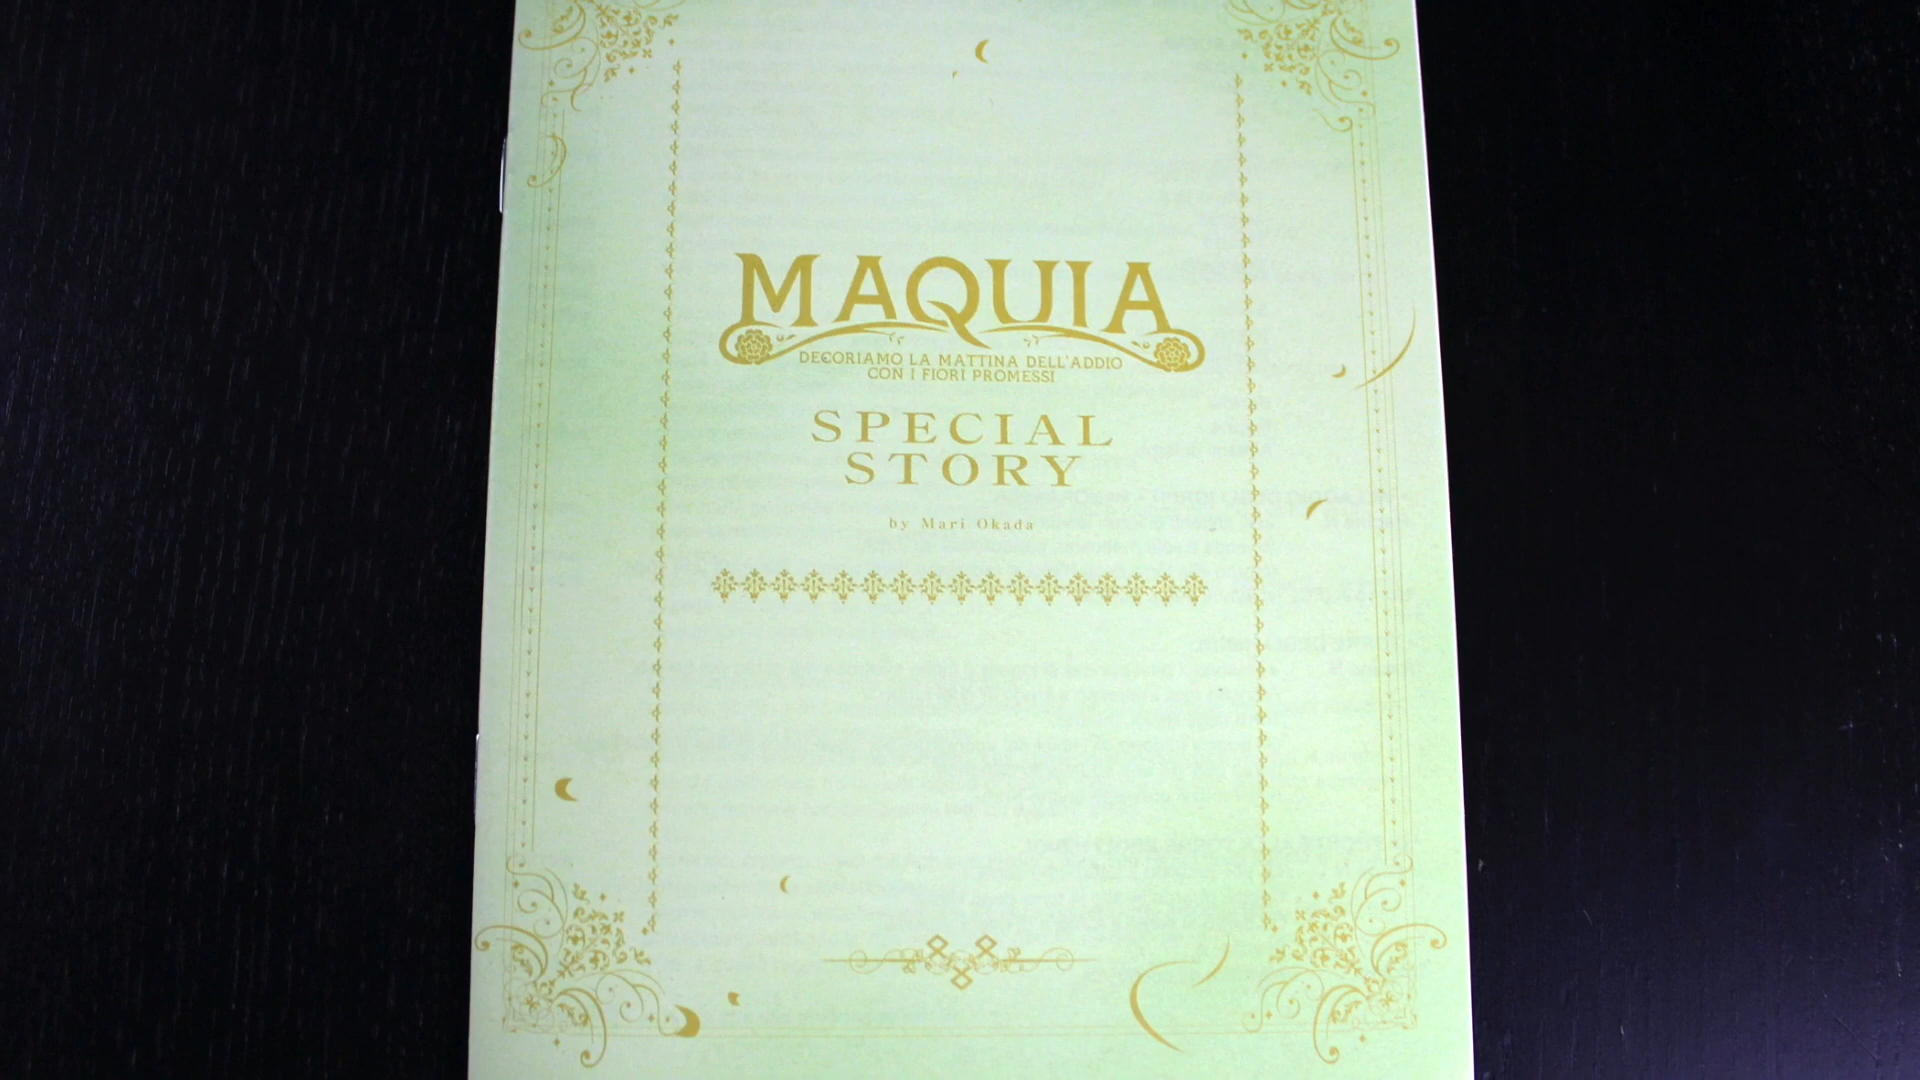 MAQUIA
DECORIAMO LA MATTINA DELL'ADDIO
CON I FIORI PROMESSI
SPECIAL
STORY
by Mari Okada